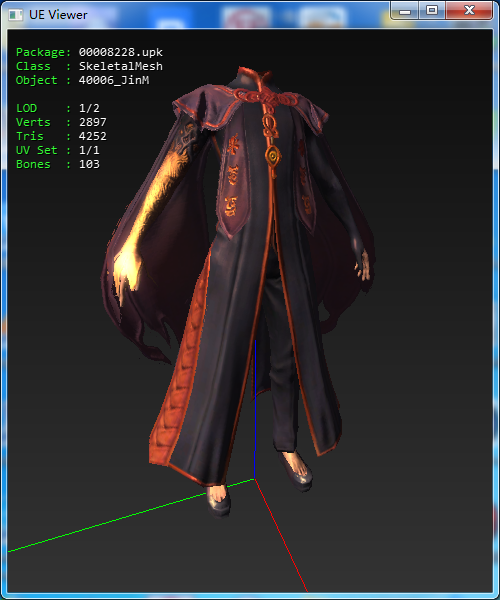 UE Viewer
Package: 00008228.upk
Class  : SkeletalMesh
Object : 40006_JinM
LOD    : 1/2
Verts  : 2897
Tris   : 4252
UV Set : 1/1
Bones  : 103